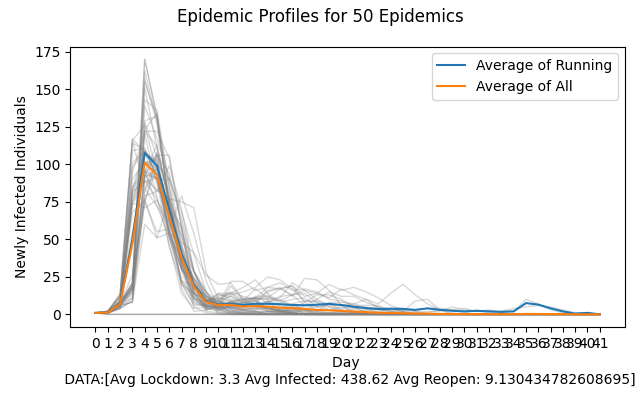 Epidemic Profiles for 50 Epidemics
175
150
125
100
75
50
25
0
Newly Infected Individuals
Average of Running
Average of All
0 1 2 3 4 5 6 7 8 9 10 11 12 13 14 15 16 17 18 19 20 21 22 23 24 25 26 27 28 29 30 31 32 33 34 35 36 37 38 39 40 41
Day
DATA:[Avg Lockdown: 3.3 Avg Infected: 438.62 Avg Reopen: 9.130434782608695]